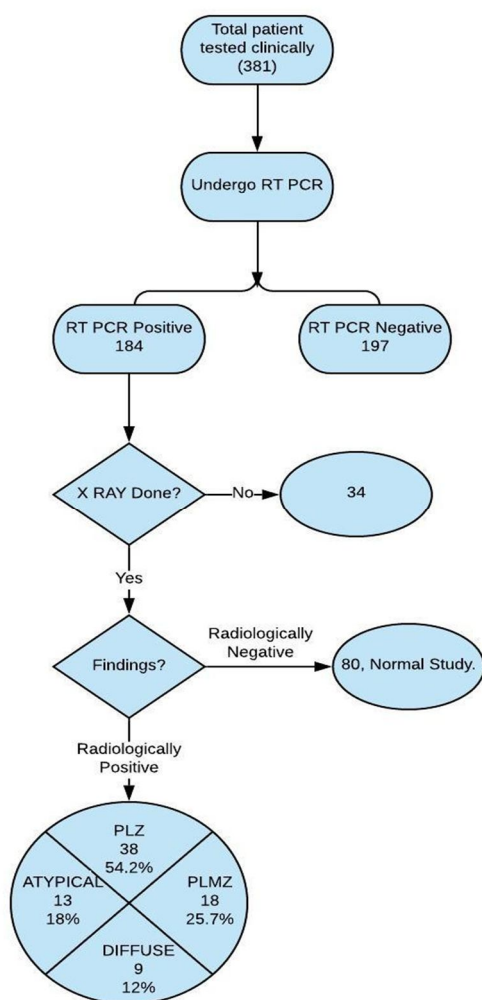 Total patient
tested clinically
(381)
Undergo RT PCR
RT PCR Positive
184
RT PCR Negative
197
X RAY Done?
No
34
Yes
Findings?
Radiologically
Negative
80, Normal Study.
Radiologically
Positive
PLZ
38
54.2%
ATYPICAL
13
18%
PLMZ
18
25.7%
DIFFUSE
9
12%